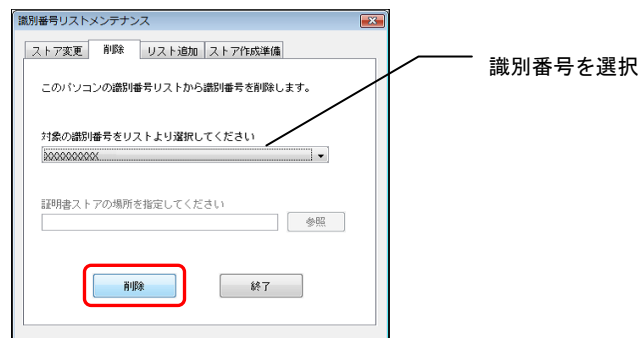 識別番号リストメンテナンス
ストア変更 削除 リスト追加 ストア作成準備
このパソコンの識別番号リストから識別番号を削除します。
対象の識別番号をリストより選択してください
XXXXXXXXX
証明書ストアの場所を指定してください
参照
削除 終了
識別番号を選択